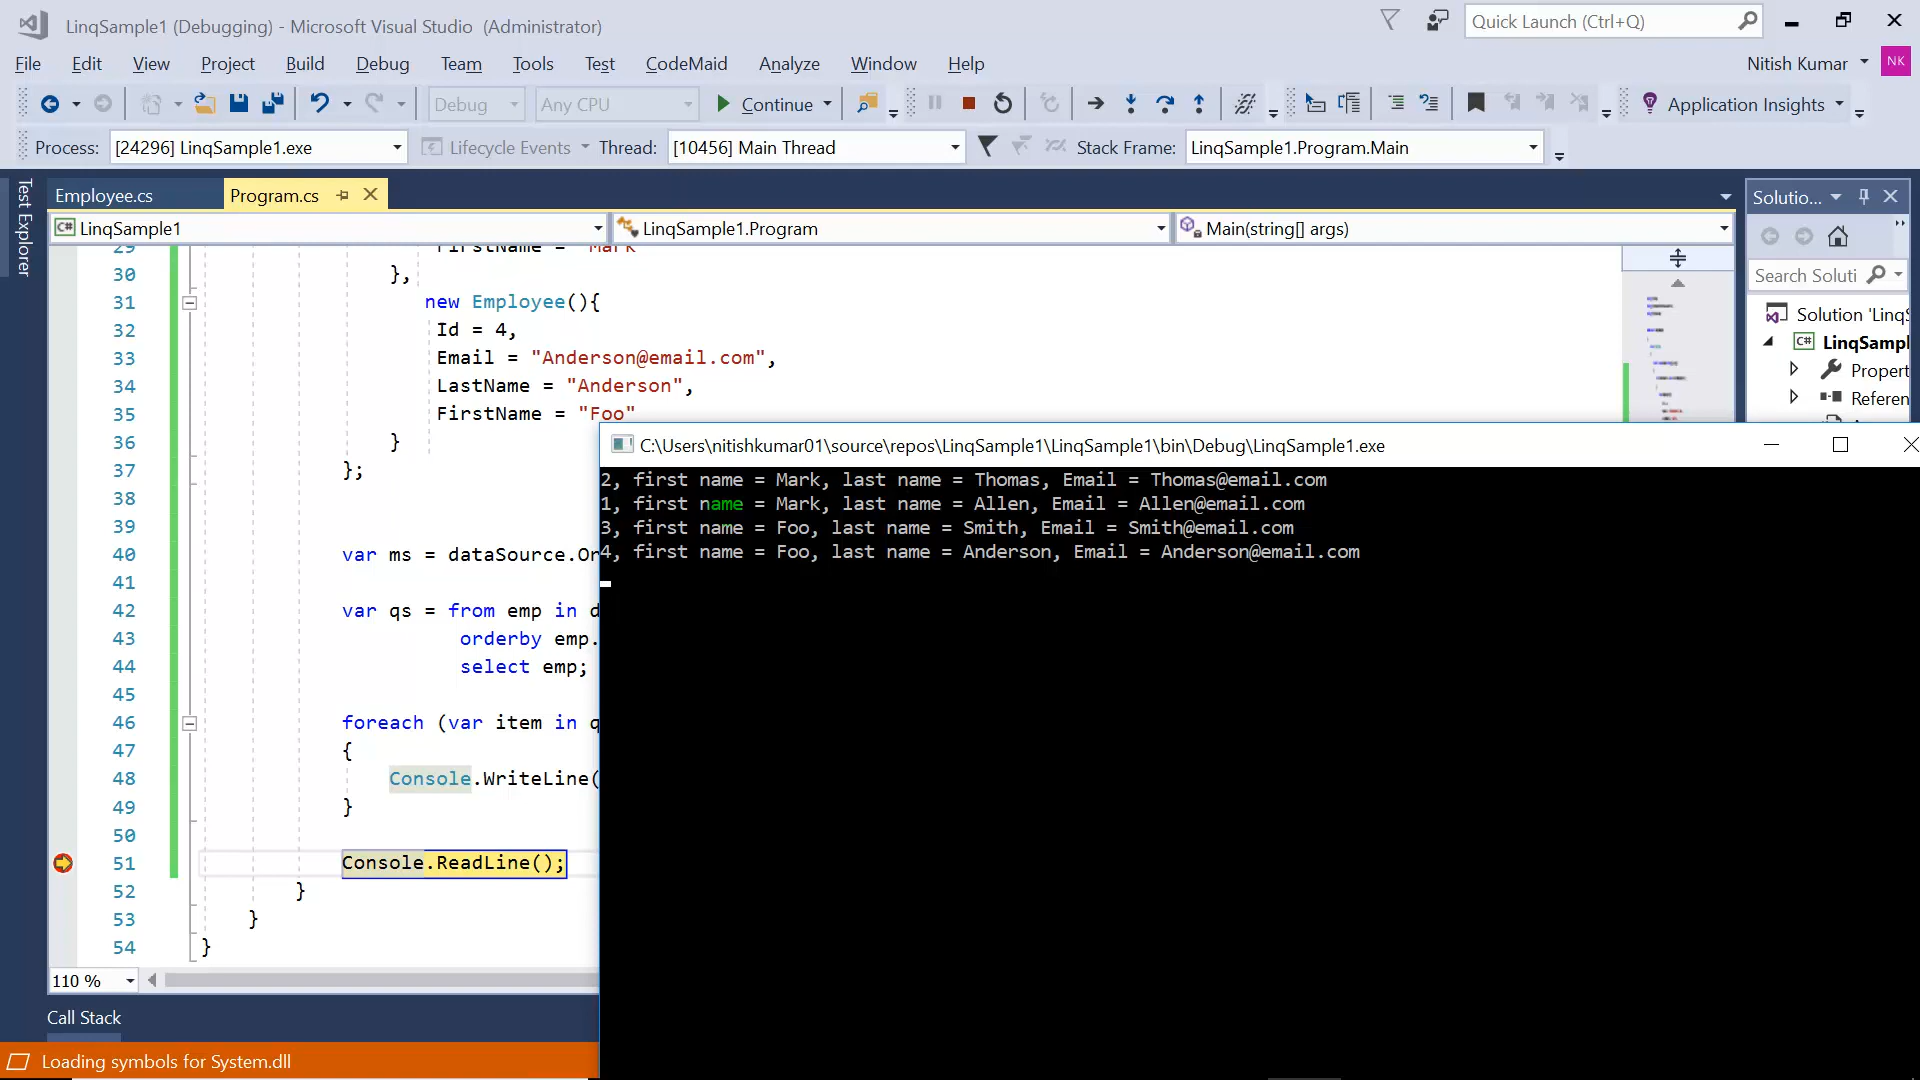 LinqSample1 (Debugging) - Microsoft Visual Studio (Administrator)
Quick Launch (Ctrl+Q)
File Edit View Project Build Debug Team Tools Test CodeMaid Analyze Window Help
Nitish Kumar NK
Debug Any CPU Continue Application Insights
Process: [24296] LinqSample1.exe Lifecycle Events Thread: [10456] Main Thread Stack Frame: LinqSample1.Program.Main
Test Explorer
Employee.cs Program.cs
Solutio...
C# LinqSample1 LinqSample1.Program Main(string[] args)
29 FirstName = "Mark"
30 },
31 new Employee(){
32 Id = 4,
33 Email = "Anderson@email.com",
34 LastName = "Anderson",
35 FirstName = "Foo"
36 }
37 };
38
39
40 var ms = dataSource.Or
41
42 var qs = from emp in d
43 orderby emp.
44 select emp;
45
46 foreach (var item in q
47 {
48 Console.WriteLine(
49 }
50
51 Console.ReadLine();
52 }
53 }
54 }
110 %
Search Soluti
Solution 'Linq
C# LinqSampl
Propert
Referen
C:\Users\nitishkumar01\source\repos\LinqSample1\LinqSample1\bin\Debug\LinqSample1.exe
2, first name = Mark, last name = Thomas, Email = Thomas@email.com
1, first name = Mark, last name = Allen, Email = Allen@email.com
3, first name = Foo, last name = Smith, Email = Smith@email.com
4, first name = Foo, last name = Anderson, Email = Anderson@email.com
Call Stack
Loading symbols for System.dll